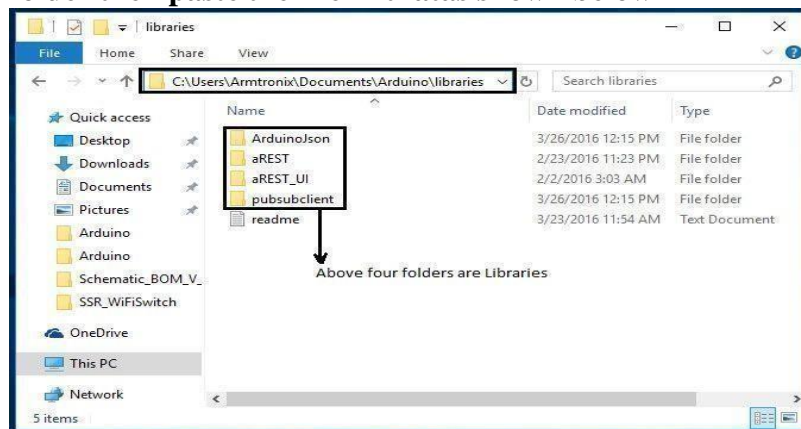 libraries
File Home Share View
C:\Users\Armtronix\Documents\Arduino\libraries Search libraries
Quick access
Desktop
Downloads
Documents
Pictures
Arduino
Arduino
Schematic_BOM_V_
SSR_WiFiSwitch
OneDrive
This PC
Network
Name Date modified Type
ArduinoJson 3/26/2016 12:15 PM File folder
aREST 2/23/2016 11:23 PM File folder
aREST_UI 2/2/2016 3:03 AM File folder
pubsubclient 3/26/2016 12:15 PM File folder
readme 3/23/2016 11:54 AM Text Document
Above four folders are Libraries
5 items